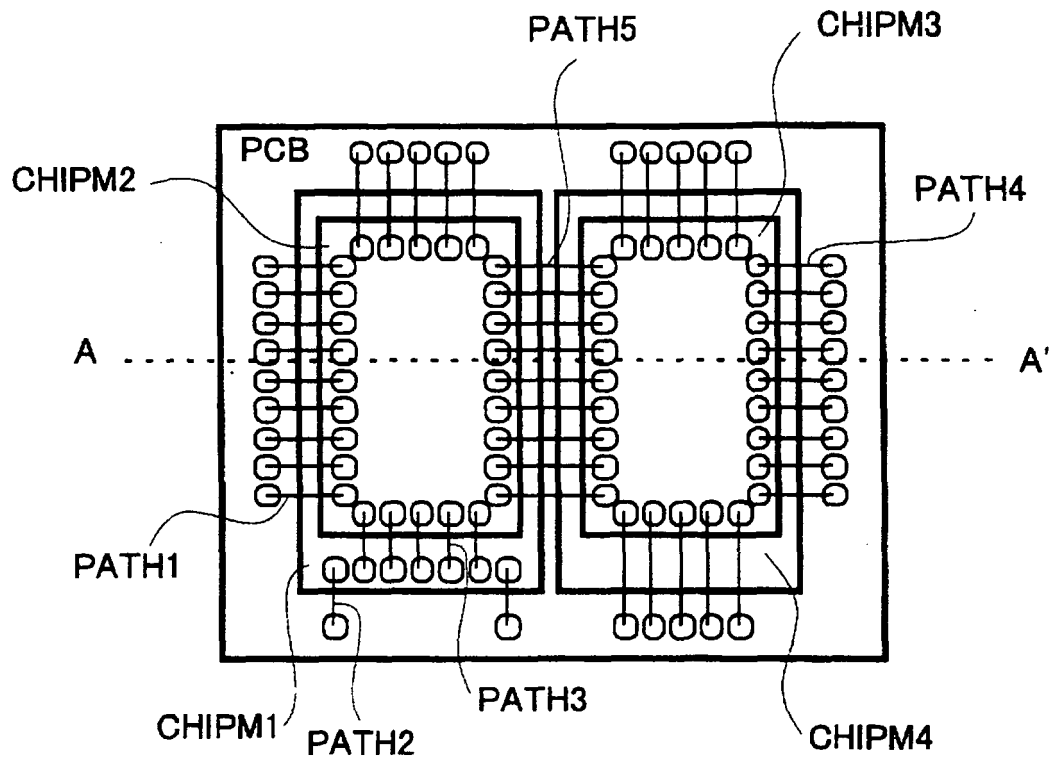 PATH5
CHIPM3
PCB
CHIPM2
PATH4
A
A'
PATH1
PATH3
CHIPM1
PATH2
CHIPM4